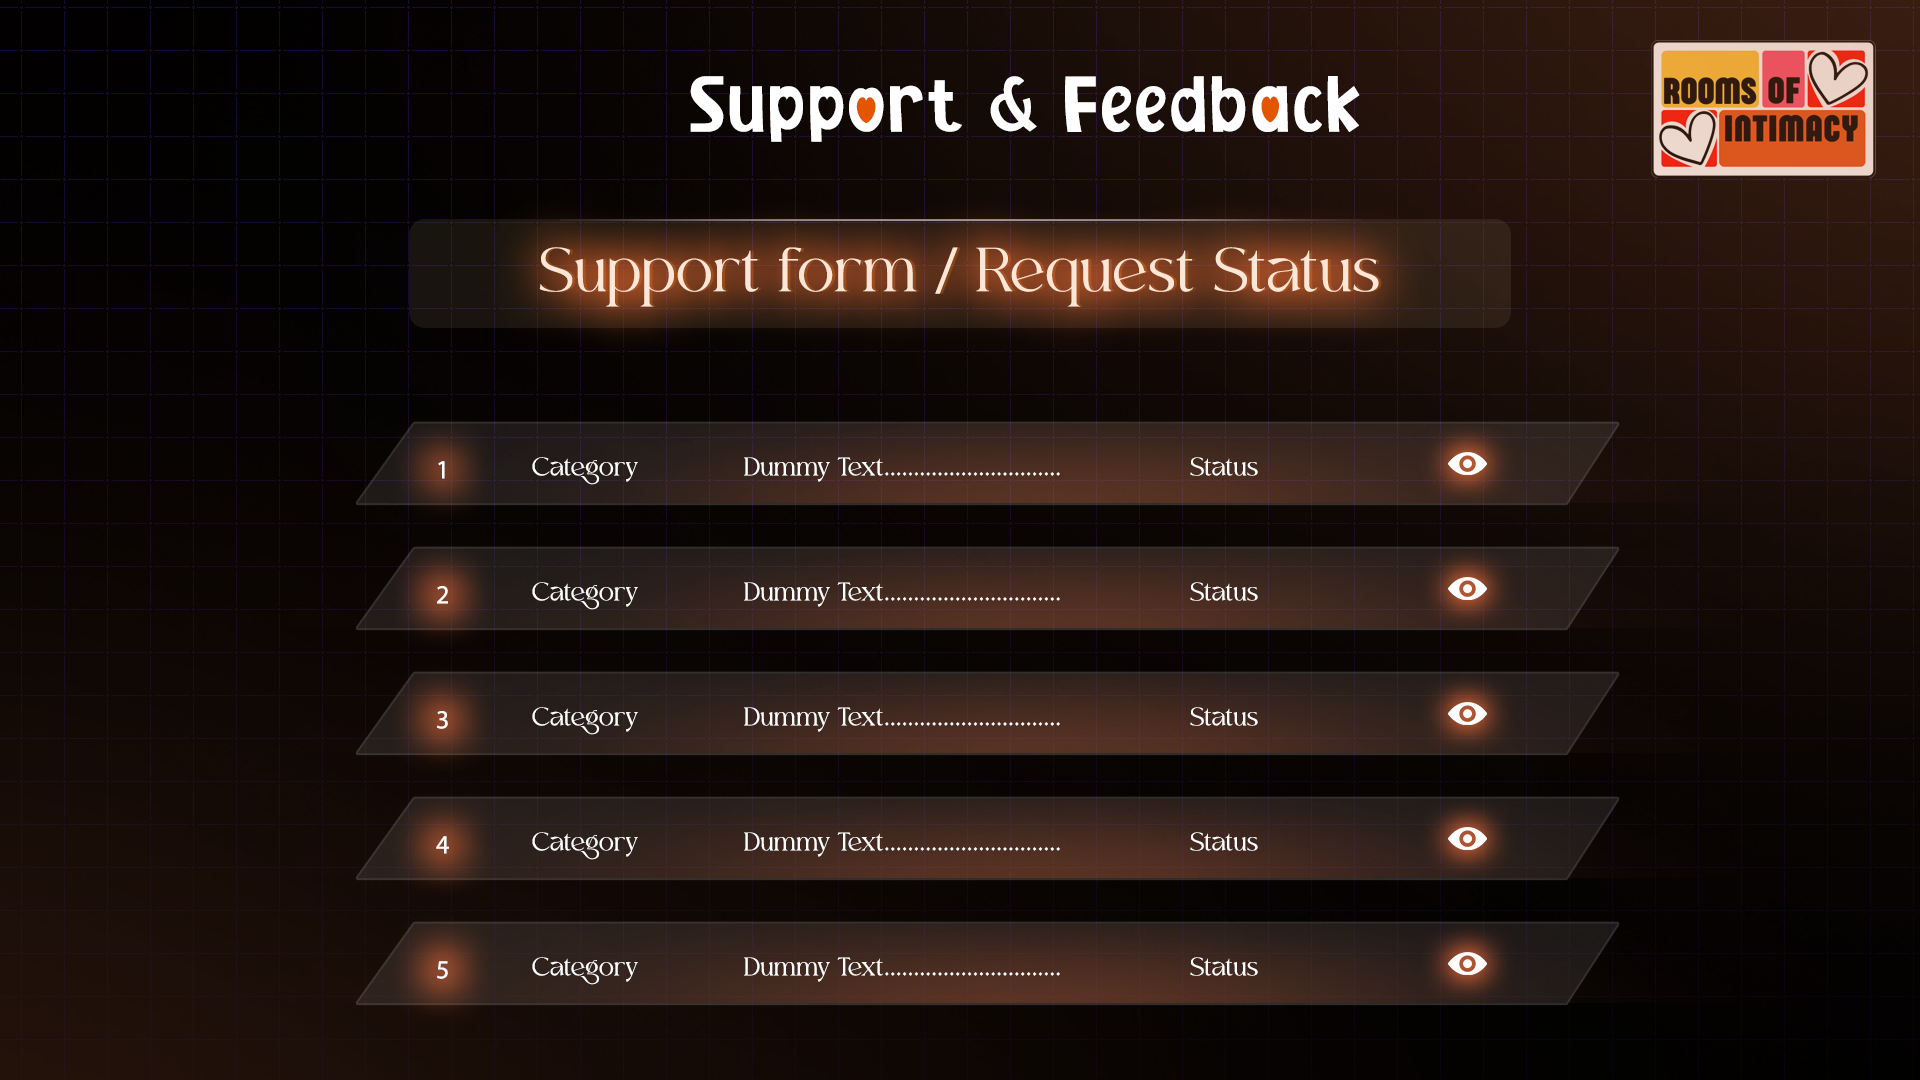 Support & Feedback
ROOMS OF
INTIMACY
Support form / Request Status
1 Category Dummy Text.............................. Status
2 Category Dummy Text.............................. Status
3 Category Dummy Text.............................. Status
4 Category Dummy Text.............................. Status
5 Category Dummy Text.............................. Status